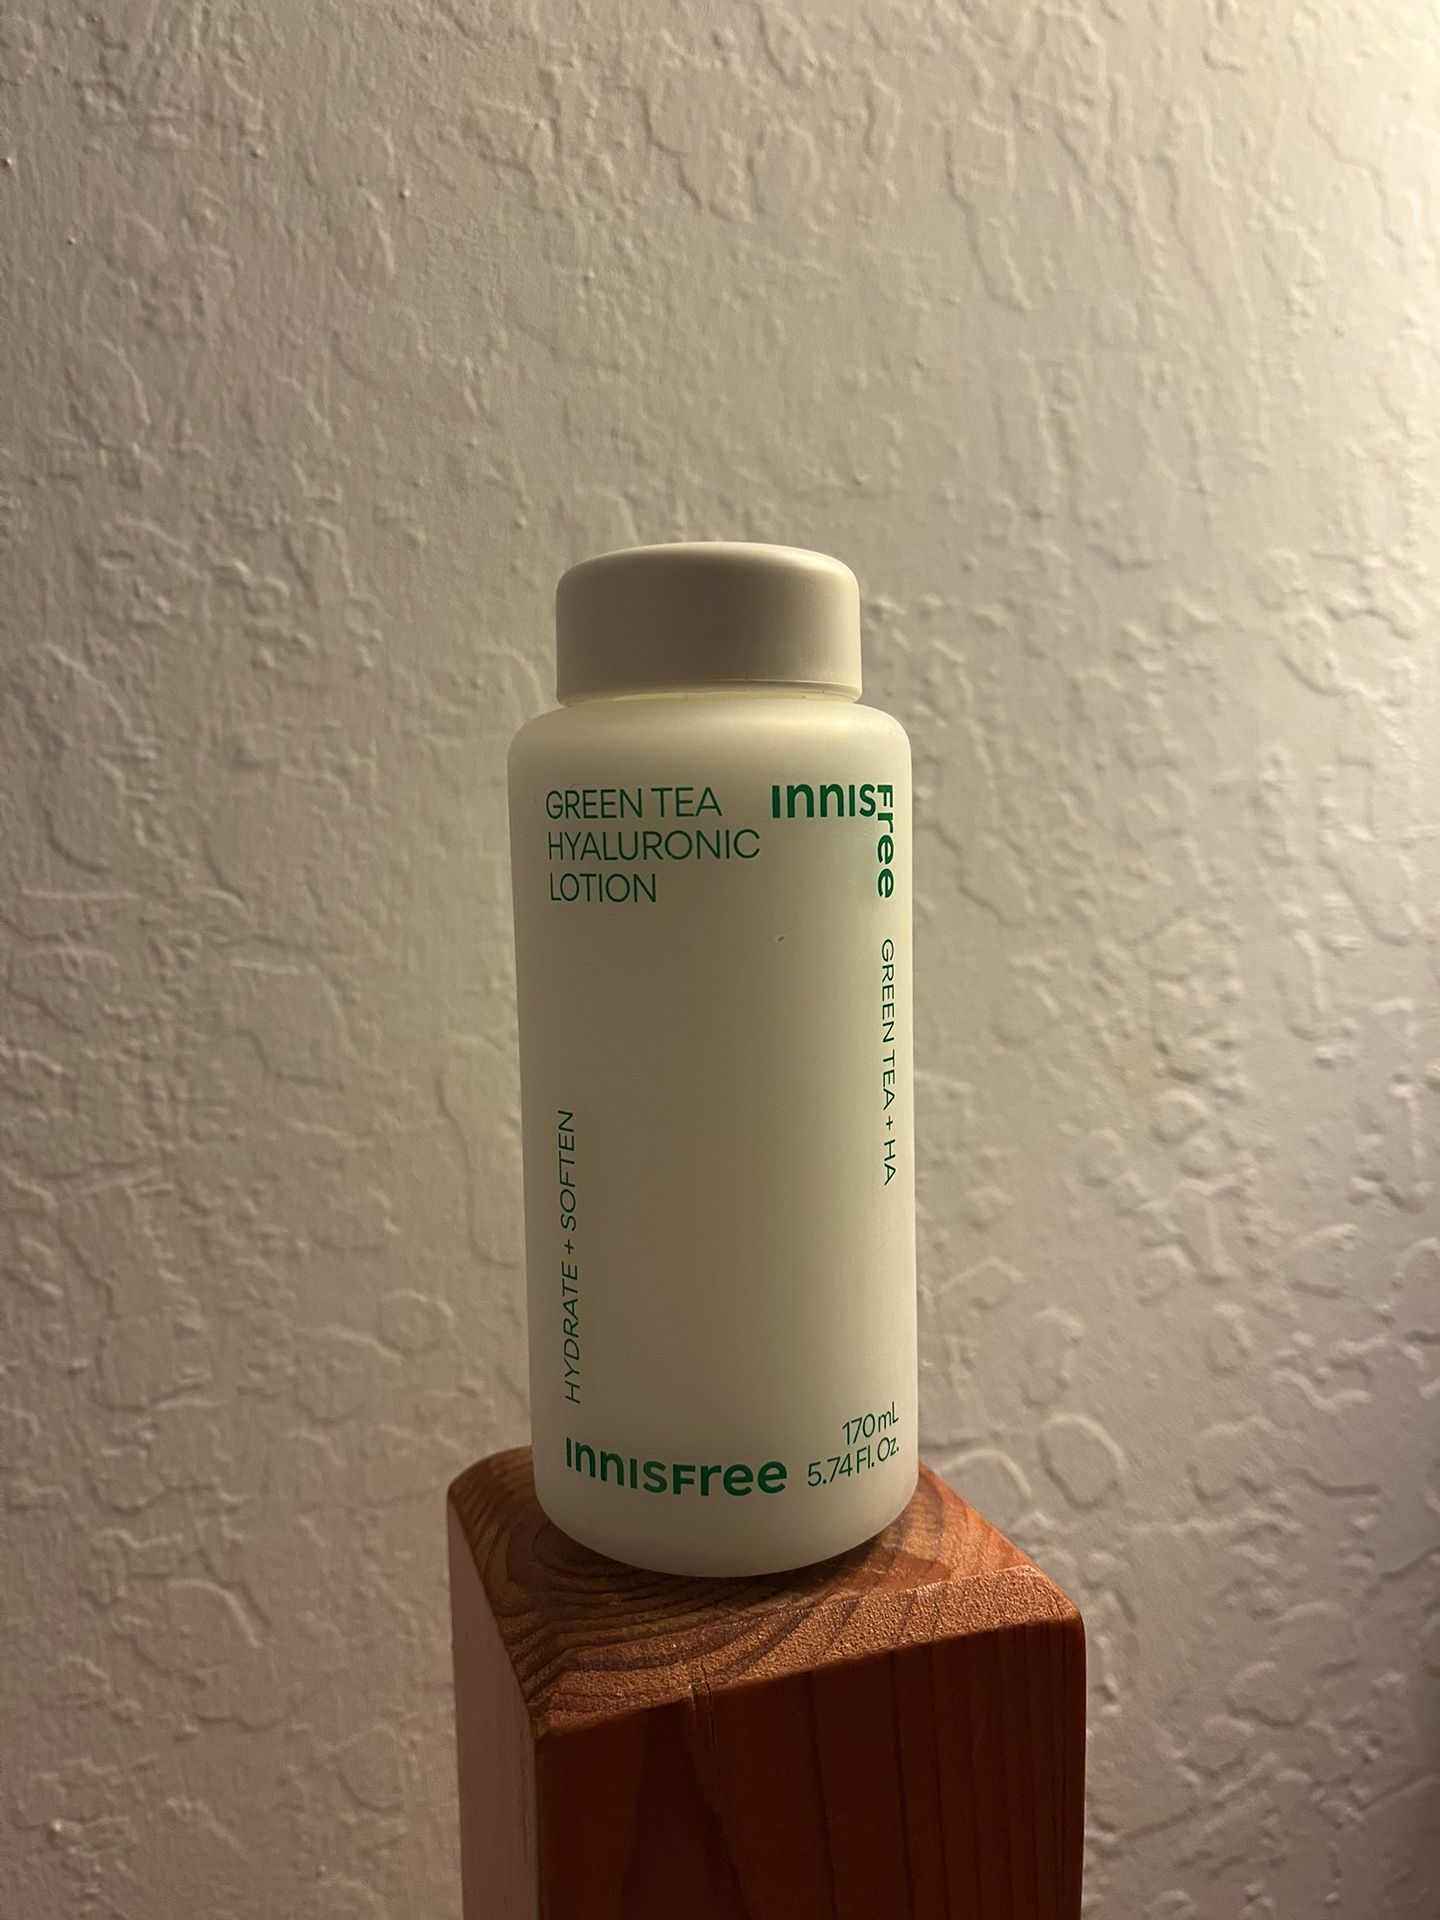 GREEN TEA
HYALURONIC
LOTION
INNISFree
GREEN TEA + HA
HYDRATE + SOFTEN
INNISFree
170 mL
5.74 Fl. Oz.